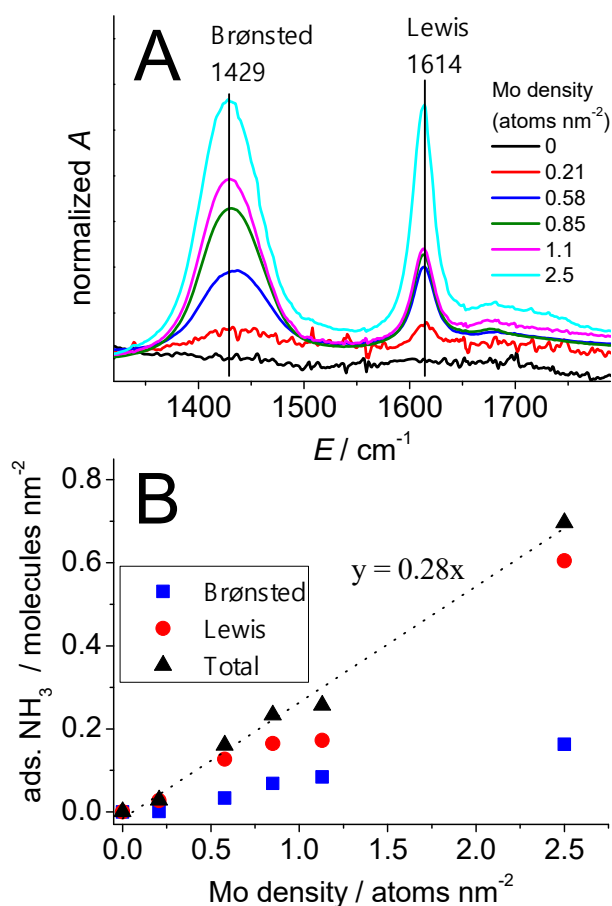 A
Brønsted
1429
Lewis
1614
Mo density
(atoms nm⁻²)
0
0.21
0.58
0.85
1.1
2.5
normalized A
1400 1500 1600 1700
E / cm⁻¹
B
y = 0.28x
Brønsted
Lewis
Total
0.8
0.6
0.4
0.2
0.0
ads. NH₃ / molecules nm⁻²
0.0 0.5 1.0 1.5 2.0 2.5
Mo density / atoms nm⁻²